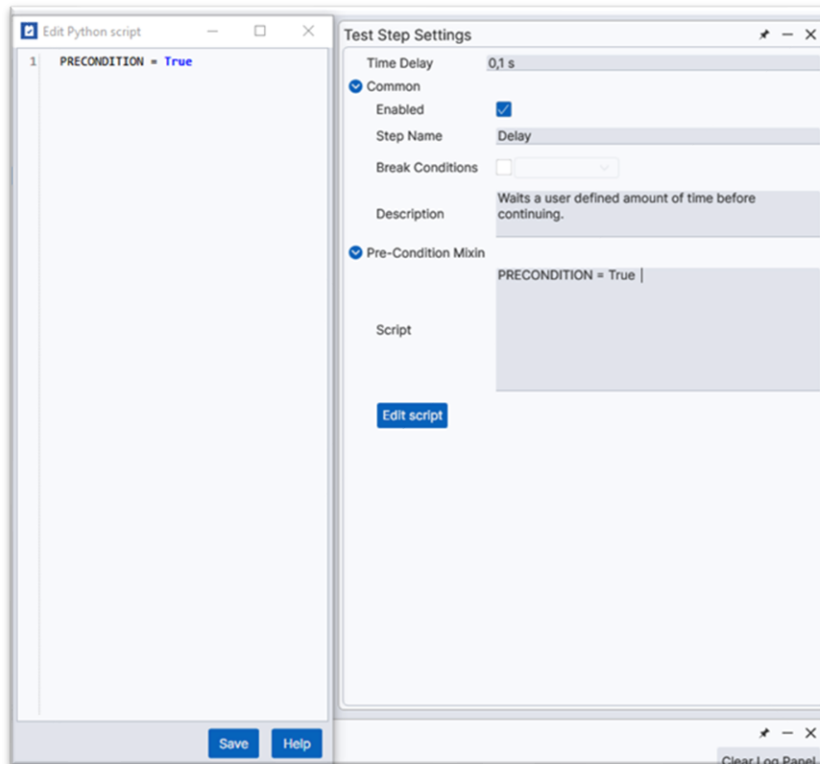 Edit Python script
1 PRECONDITION = True
Save Help
Test Step Settings
Time Delay 0,1 s
Common
Enabled
Step Name Delay
Break Conditions
Description Waits a user defined amount of time before
continuing.
Pre-Condition Mixin
PRECONDITION = True
Script
Edit script
Clear Log Panel